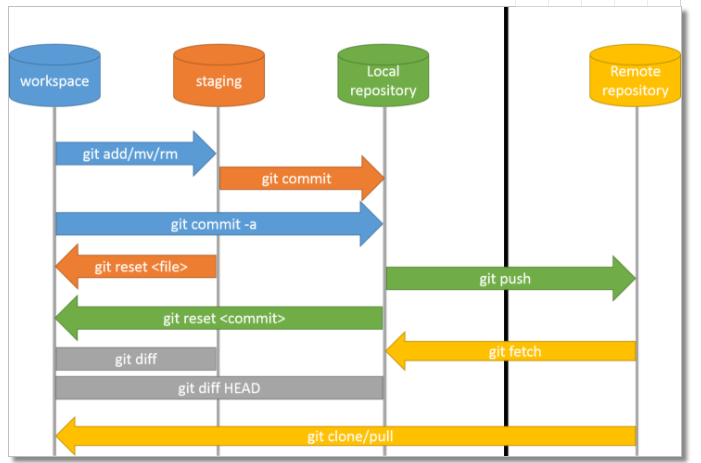 workspace
staging
Local
repository
Remote
repository
git add/mv/rm
git commit
git commit -a
git reset <file>
git push
git reset <commit>
git fetch
git diff
git diff HEAD
git clone/pull